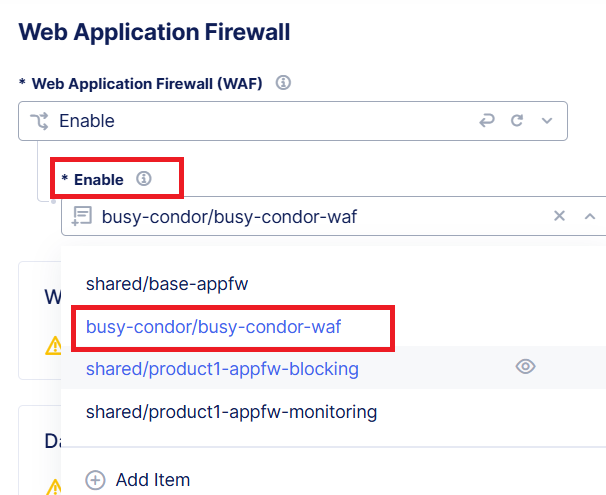 Web Application Firewall
* Web Application Firewall (WAF)
Enable
* Enable
busy-condor/busy-condor-waf
shared/base-appfw
W
busy-condor/busy-condor-waf
shared/product1-appfw-blocking
shared/product1-appfw-monitoring
Da
Add Item